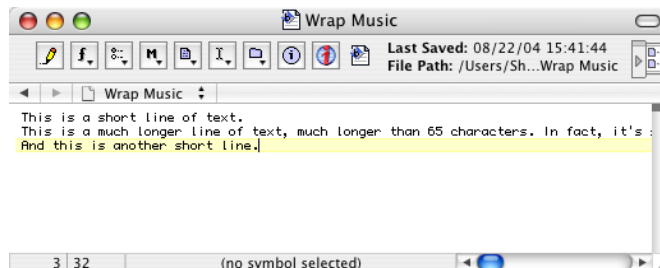 Wrap Music
Last Saved: 08/22/04 15:41:44
File Path: /Users/Sh...Wrap Music
Wrap Music
This is a short line of text.
This is a much longer line of text, much longer than 65 characters. In fact, it's
And this is another short line.
3 32 (no symbol selected)